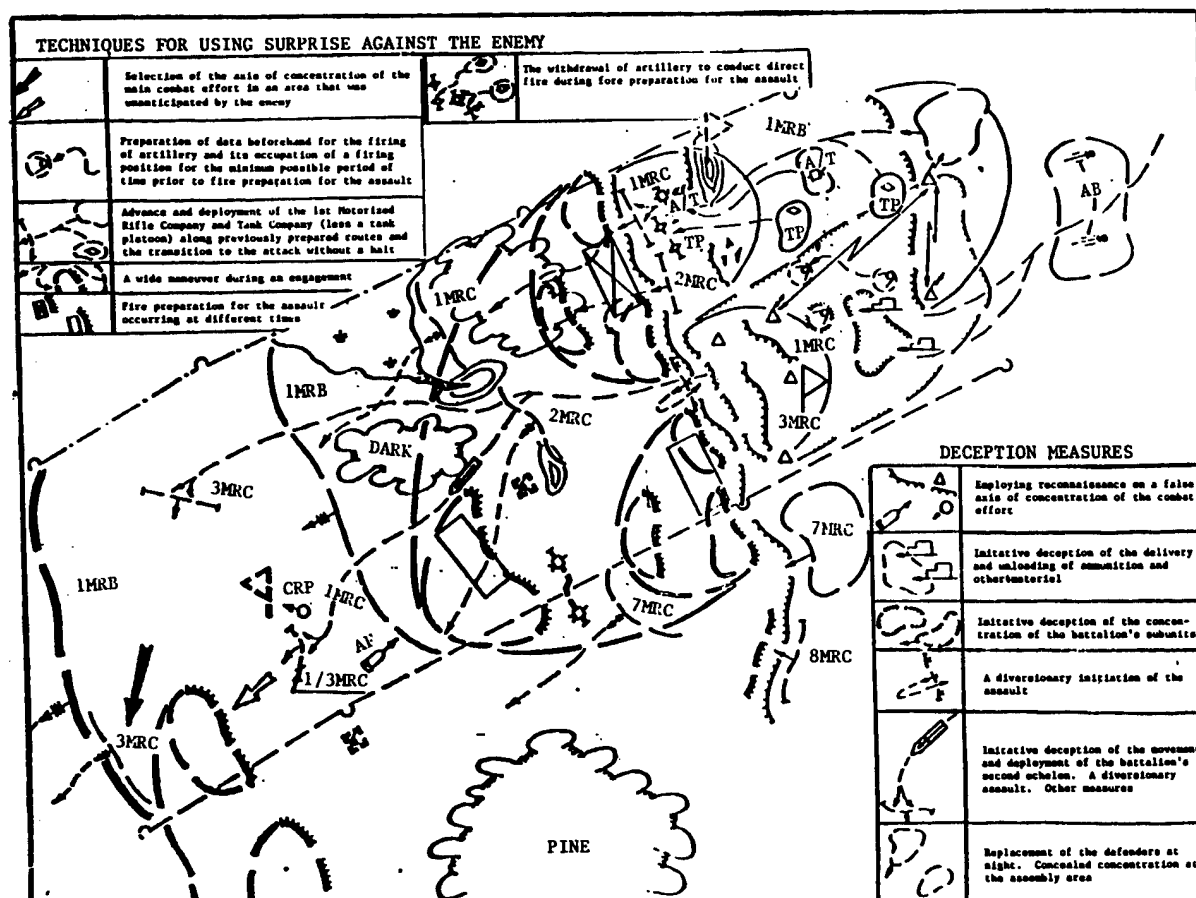 TECHNIQUES FOR USING SURPRISE AGAINST THE ENEMY
Selection of the axis of concentration of the
main combat effort in an area that was
unanticipated by the enemy
The withdrawal of artillery to conduct direct
fire during fore preparation for the assault
Preparation of data beforehand for the firing
of artillery and its occupation of a firing
position for the minimum possible period of
time prior to fire preparation for the assault
Advance and deployment of the 1st Motorized
Rifle Company and Tank Company (less a tank
platoon) along previously prepared routes and
the transition to the attack without a halt
A wide maneuver during an engagement
Fire preparation for the assault
occurring at different times
1MRB
1MRC
A/T
A/T
TP
TP
TP
AB
2MRC
1MRC
1MRC
1MRB
2MRC
3MRC
DARK
3MRC
1MRB
CRP
1MRC
AF
1/3MRC
7MRC
7MRC
8MRC
3MRC
PINE
DECEPTION MEASURES
Employing reconnaissance on a false
axis of concentration of the combat
effort
Imitative deception of the delivery
and unloading of ammunition and
othermateriel
Imitative deception of the concen-
tration of the battalion's subunits
A diversionary initiation of the
assault
Imitative deception of the movemen
and deployment of the battalion's
second echelon. A diversionary
assault. Other measures
Replacement of the defenders at
night. Concealed concentration at
the assembly area